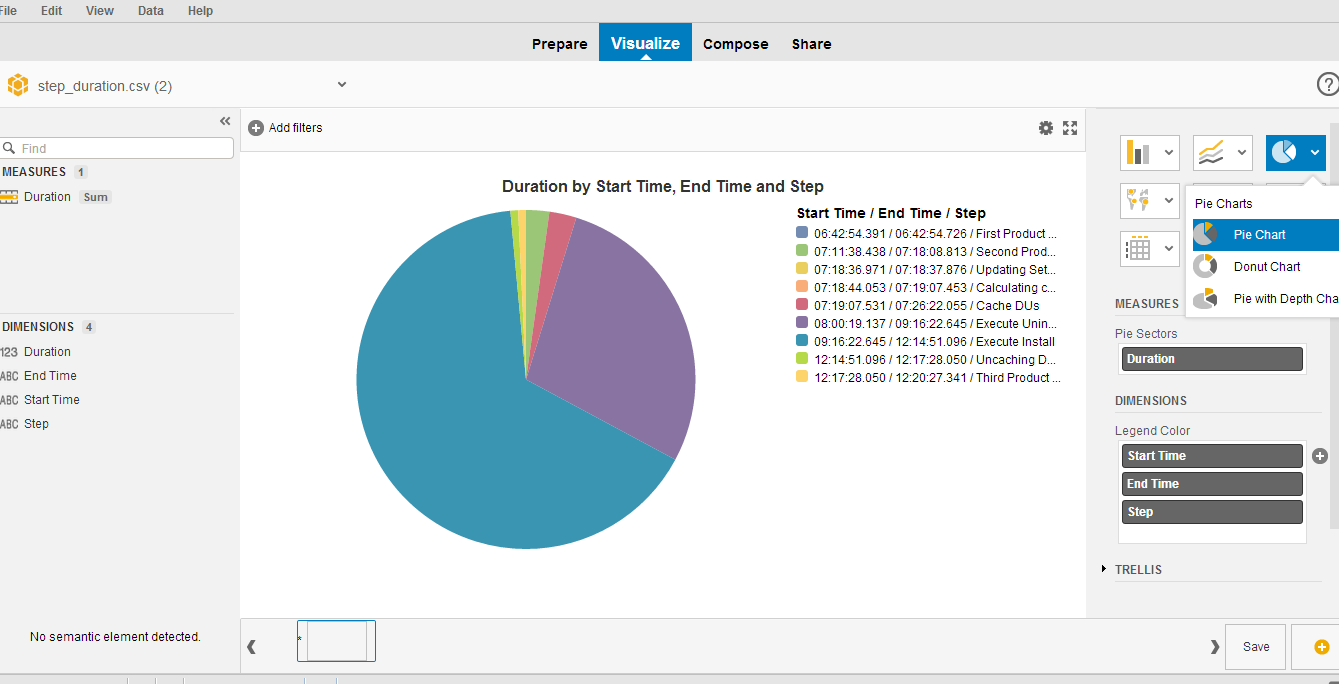 File Edit View Data Help
Prepare Visualize Compose Share
step_duration.csv (2)
?
Add filters
Find
MEASURES 1
Duration Sum
DIMENSIONS 4
123 Duration
ABC End Time
ABC Start Time
ABC Step
No semantic element detected.
Duration by Start Time, End Time and Step
Start Time / End Time / Step
06:42:54.391 / 06:42:54.726 / First Product ...
07:11:38.438 / 07:18:08.813 / Second Prod...
07:18:36.971 / 07:18:37.876 / Updating Set...
07:18:44.053 / 07:19:07.453 / Calculating c...
07:19:07.531 / 07:26:22.055 / Cache DUs
08:00:19.137 / 09:16:22.645 / Execute Unin...
09:16:22.645 / 12:14:51.096 / Execute Install
12:14:51.096 / 12:17:28.050 / Uncaching D...
12:17:28.050 / 12:20:27.341 / Third Product ...
Pie Charts
Pie Chart
Donut Chart
Pie with Depth Cha
MEASURES
Pie Sectors
Duration
DIMENSIONS
Legend Color
Start Time
End Time
Step
TRELLIS
*
Save